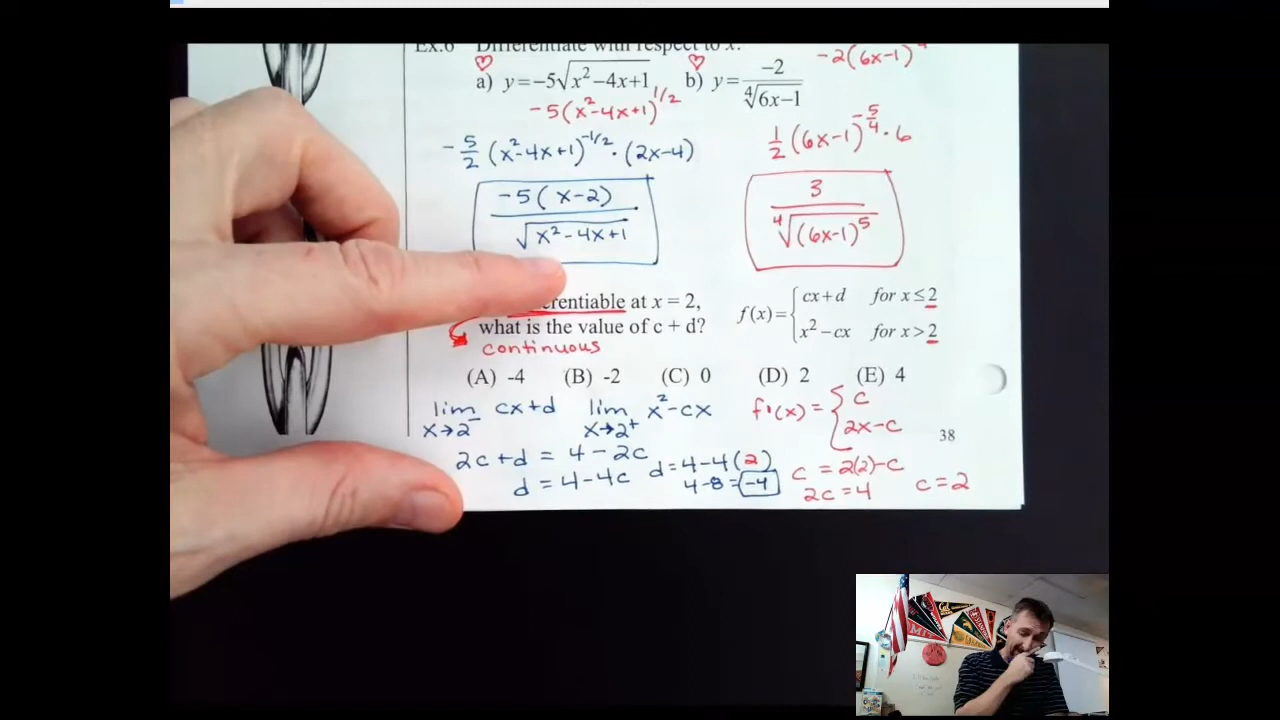 Ex.6 Differentiate with respect to x.
-2(6x-1)
a) y=-5√x²-4x+1
b) y= -2 / ⁴√6x-1
-5(x²-4x+1)^1/2
-5/2 (x²-4x+1)^-1/2 · (2x-4)
1/2 (6x-1)^-5/4 · 6
-5(x-2) / √x²-4x+1
3 / ⁴√(6x-1)^5
erentiable at x = 2,
what is the value of c + d?
continuous
f(x)= { cx+d for x≤2
x²-cx for x>2
(A) -4 (B) -2 (C) 0 (D) 2 (E) 4
lim x→2⁻ cx+d lim x→2⁺ x²-cx
f'(x) = { c
2x-c
38
2c+d = 4-2c
d = 4-4c
d=4-4(2)
4-8=-4
c = 2(2)-c
2c=4
c=2